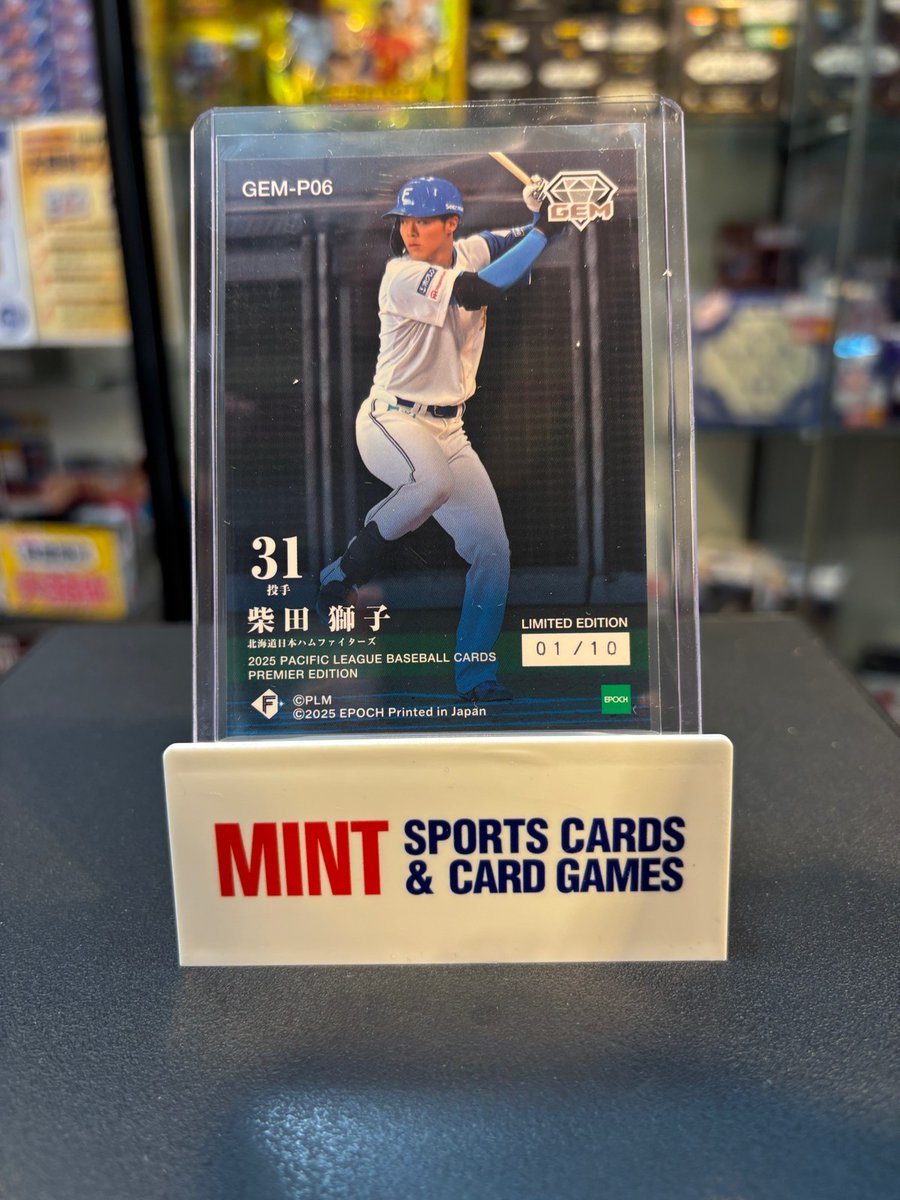 GEM-P06
GEM
31
投手
柴田 獅子
北海道日本ハムファイターズ
2025 PACIFIC LEAGUE BASEBALL CARDS
PREMIER EDITION
LIMITED EDITION
01/10
F
©PLM
©2025 EPOCH Printed in Japan
EPOCH
MINT SPORTS CARDS
& CARD GAMES